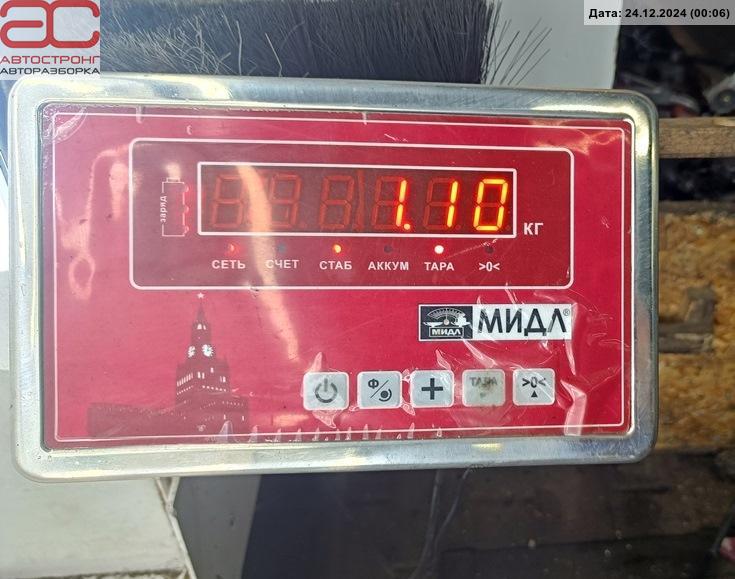 Дата: 24.12.2024 (00:06)
АС
АВТОСТРОНГ
АВТОРАЗБОРКА
заряд
1.10
КГ
СЕТЬ СЧЕТ СТАБ АККУМ ТАРА >0<
МИДЛ МИДЛ®
Ф + ТАРА >0<